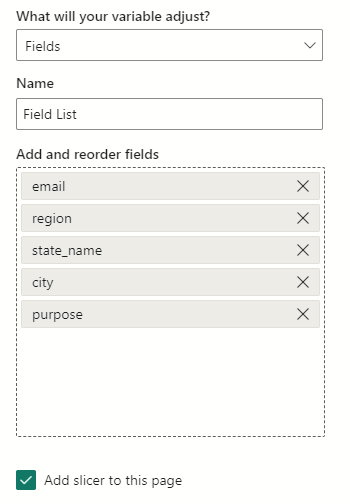 What will your variable adjust?
Fields
Name
Field List
Add and reorder fields
email
region
state_name
city
purpose
Add slicer to this page